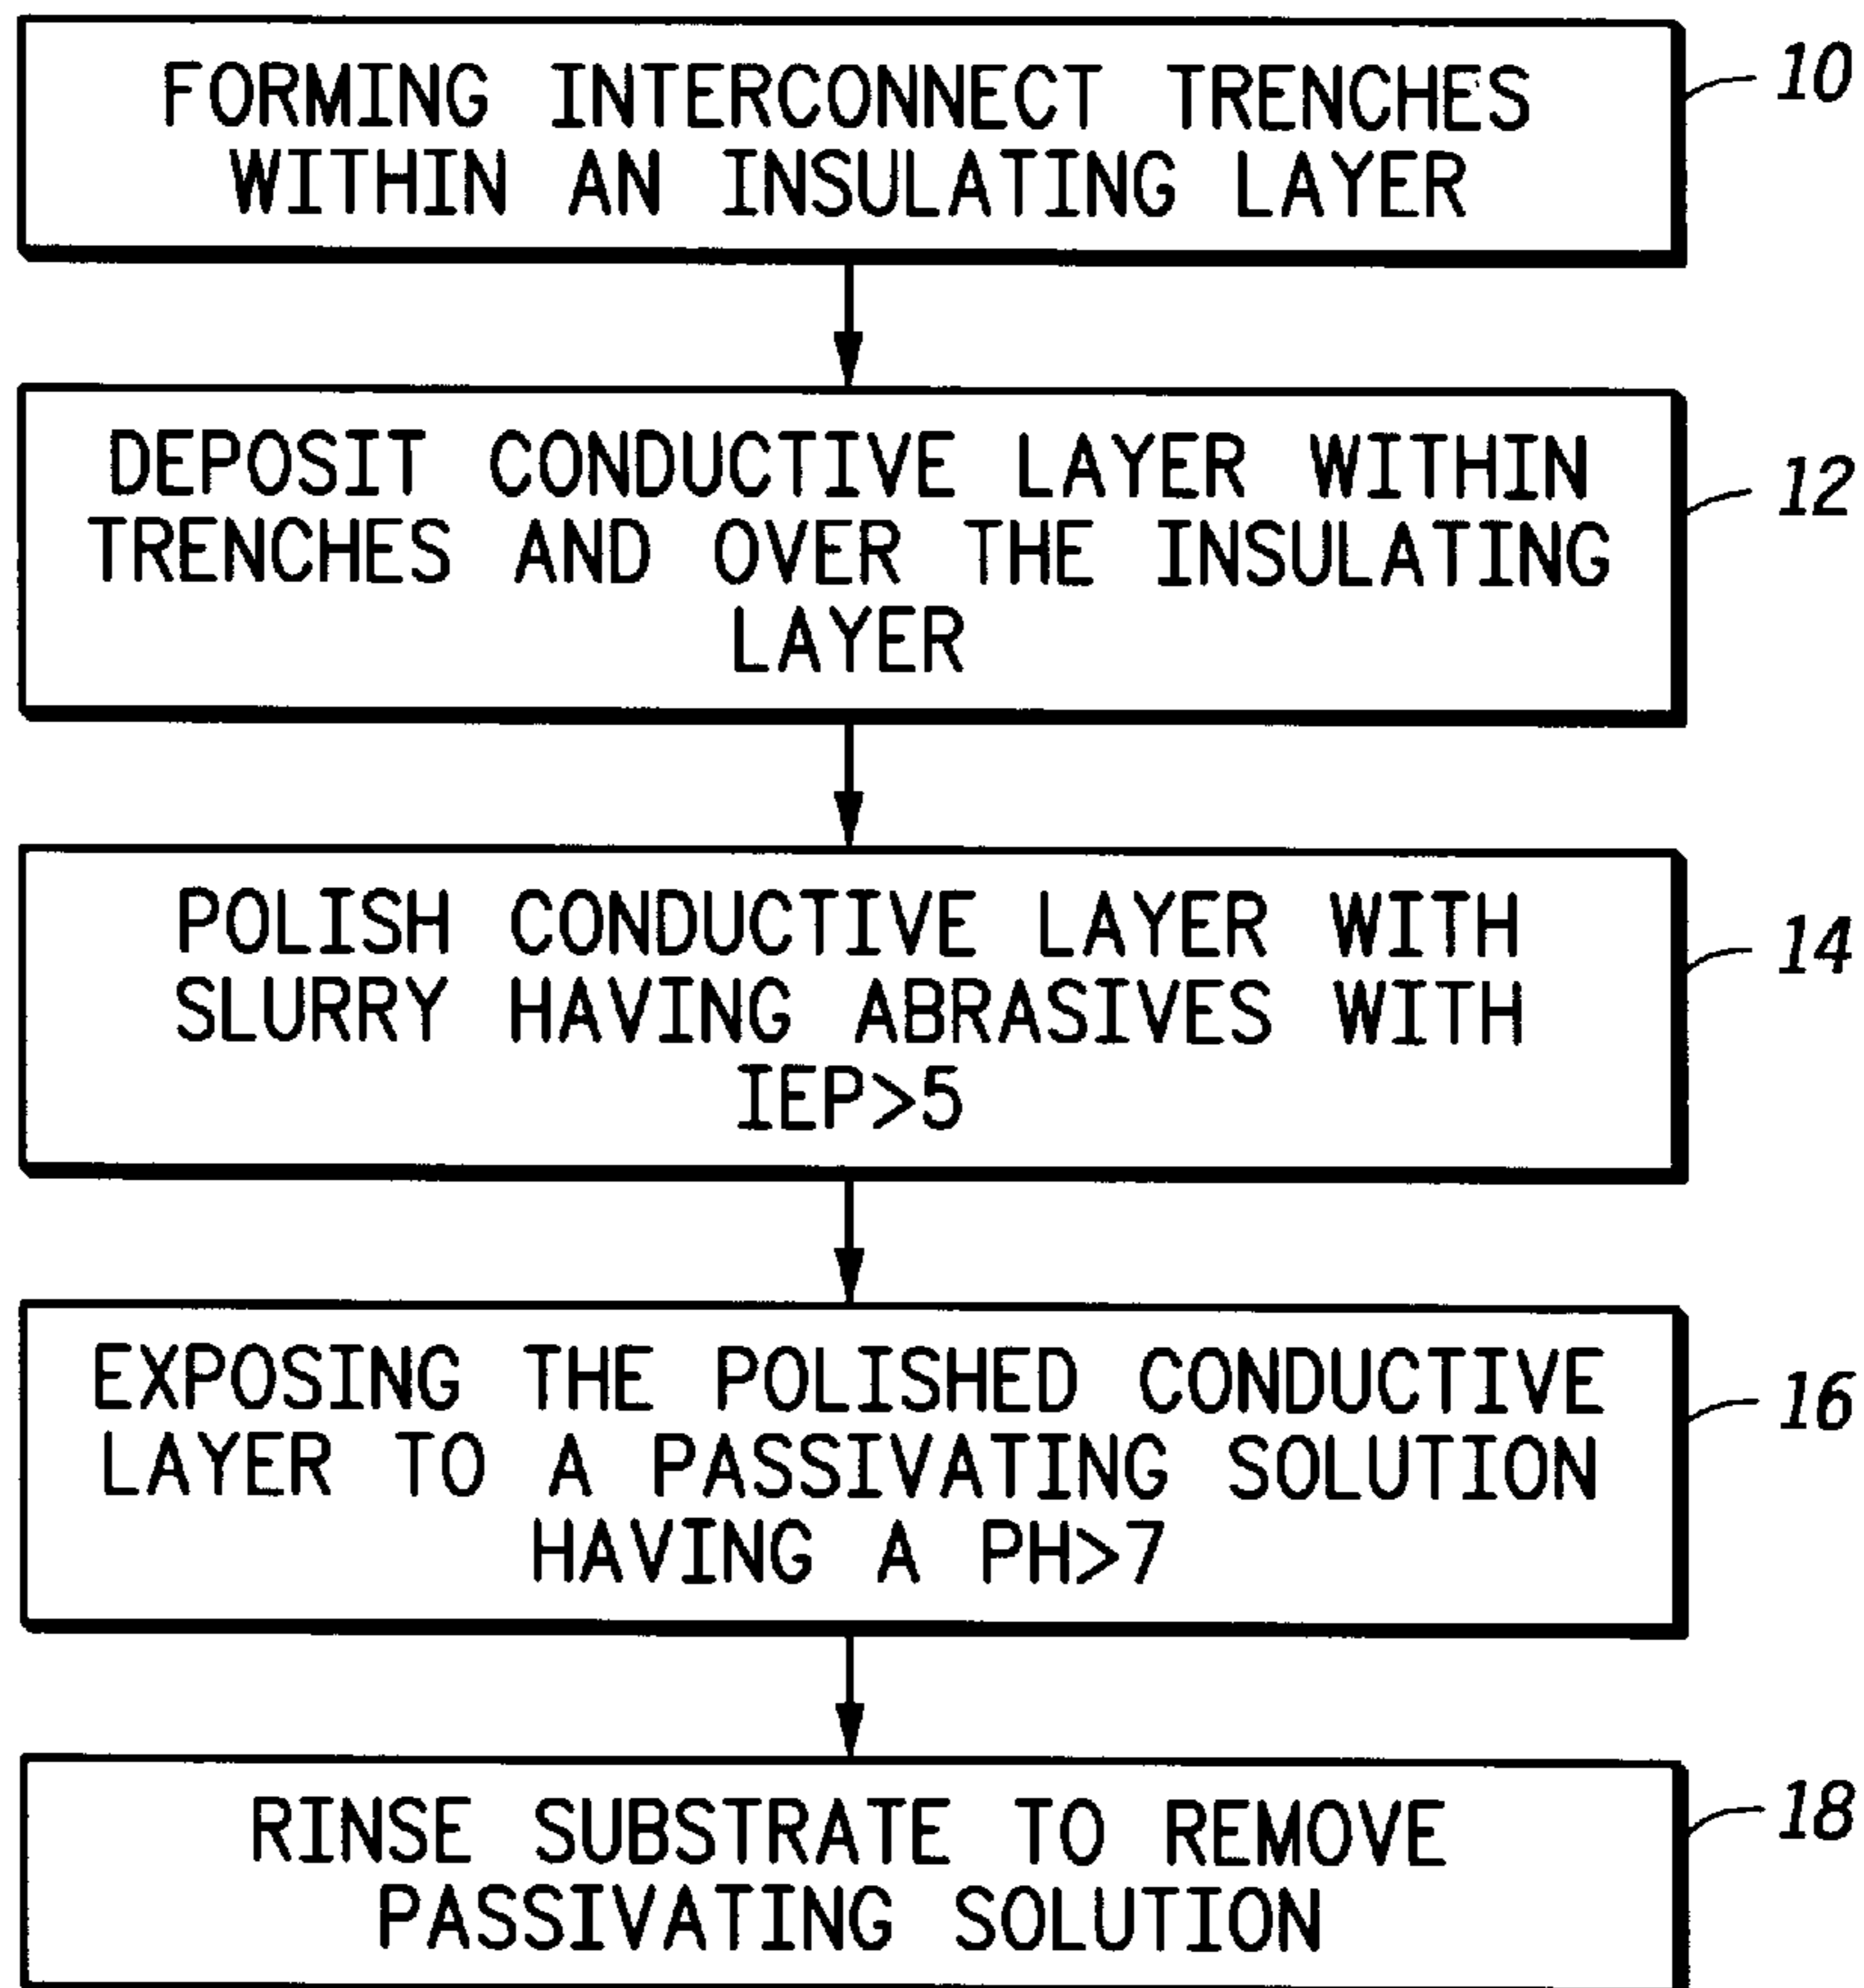 FORMING INTERCONNECT TRENCHES
WITHIN AN INSULATING LAYER
10
DEPOSIT CONDUCTIVE LAYER WITHIN
TRENCHES AND OVER THE INSULATING
LAYER
12
POLISH CONDUCTIVE LAYER WITH
SLURRY HAVING ABRASIVES WITH
IEP>5
14
EXPOSING THE POLISHED CONDUCTIVE
LAYER TO A PASSIVATING SOLUTION
HAVING A PH>7
16
RINSE SUBSTRATE TO REMOVE
PASSIVATING SOLUTION
18